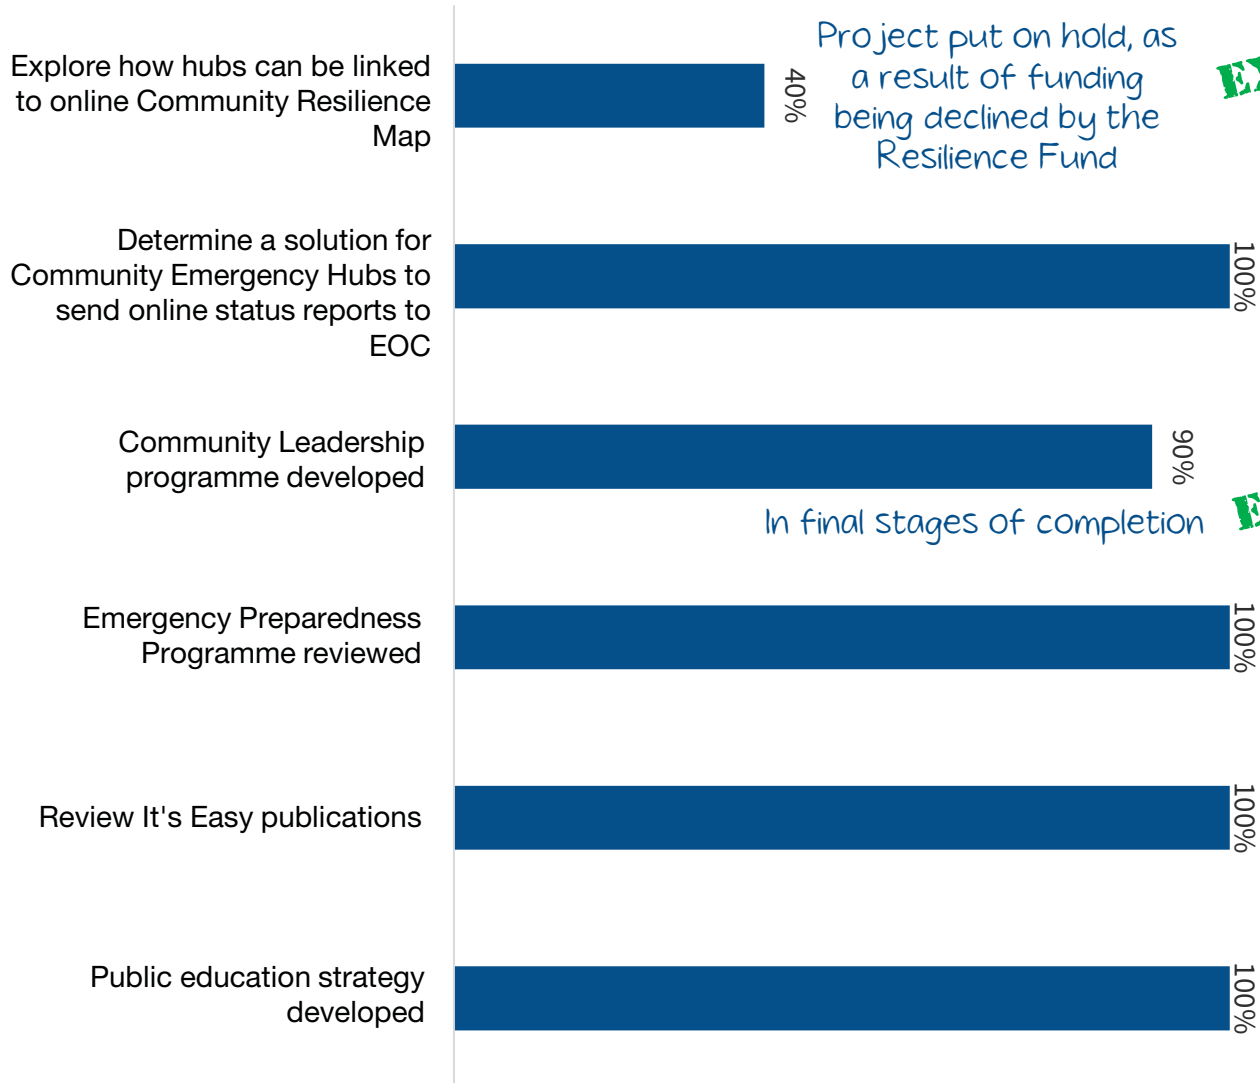 Explore how hubs can be linked
to online Community Resilience
Map
40%
Project put on hold, as
a result of funding
being declined by the
Resilience Fund
Determine a solution for
Community Emergency Hubs to
send online status reports to
EOC
100%
Community Leadership
programme developed
90%
In final stages of completion
Emergency Preparedness
Programme reviewed
100%
Review It's Easy publications
100%
Public education strategy
developed
100%